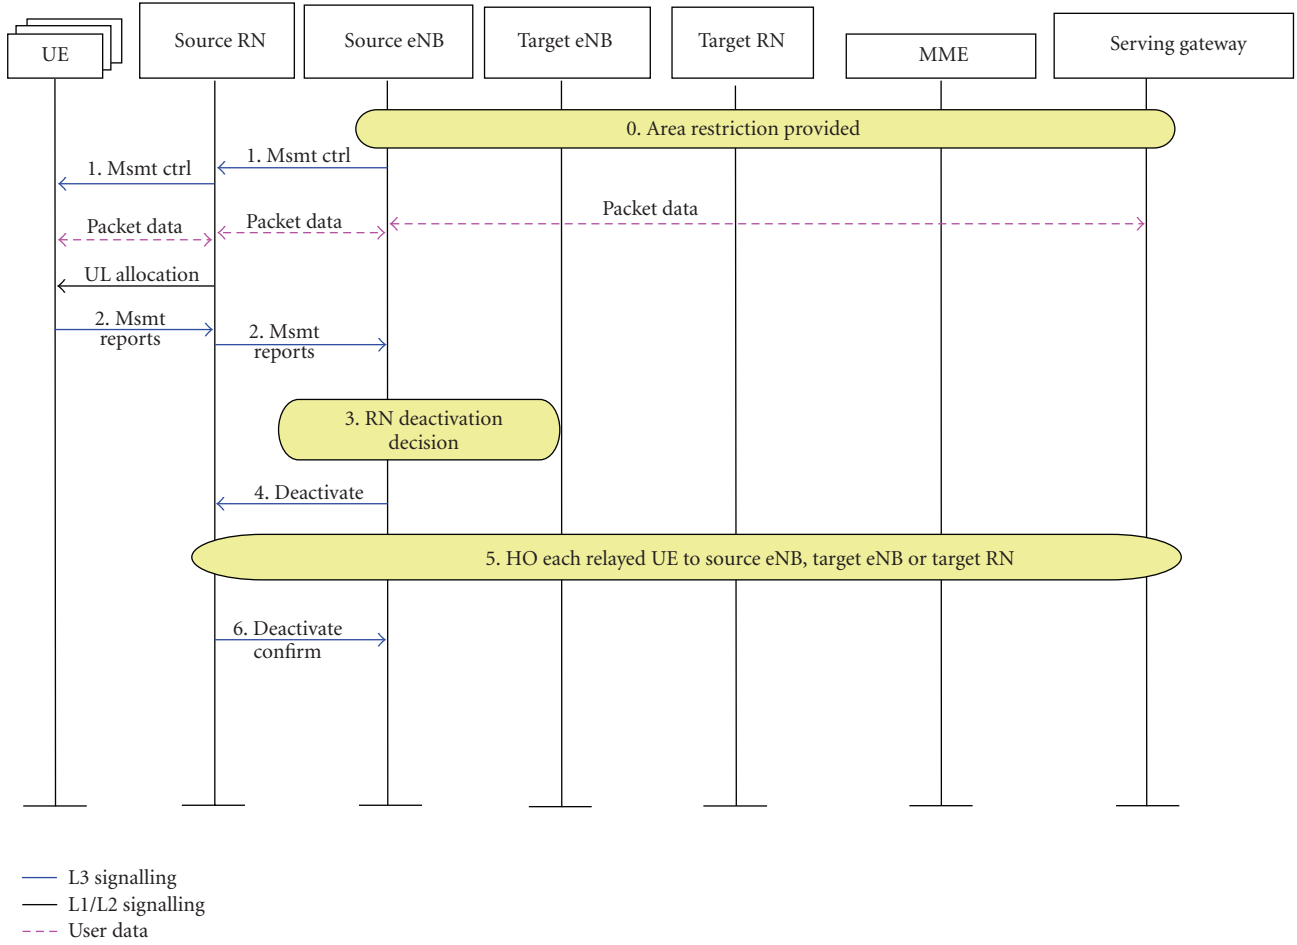 UE
Source RN
Source eNB
Target eNB
Target RN
MME
Serving gateway
0. Area restriction provided
1. Msmt ctrl
1. Msmt ctrl
Packet data
Packet data
Packet data
UL allocation
2. Msmt
reports
2. Msmt
reports
3. RN deactivation
decision
4. Deactivate
5. HO each relayed UE to source eNB, target eNB or target RN
6. Deactivate
confirm
L3 signalling
L1/L2 signalling
User data